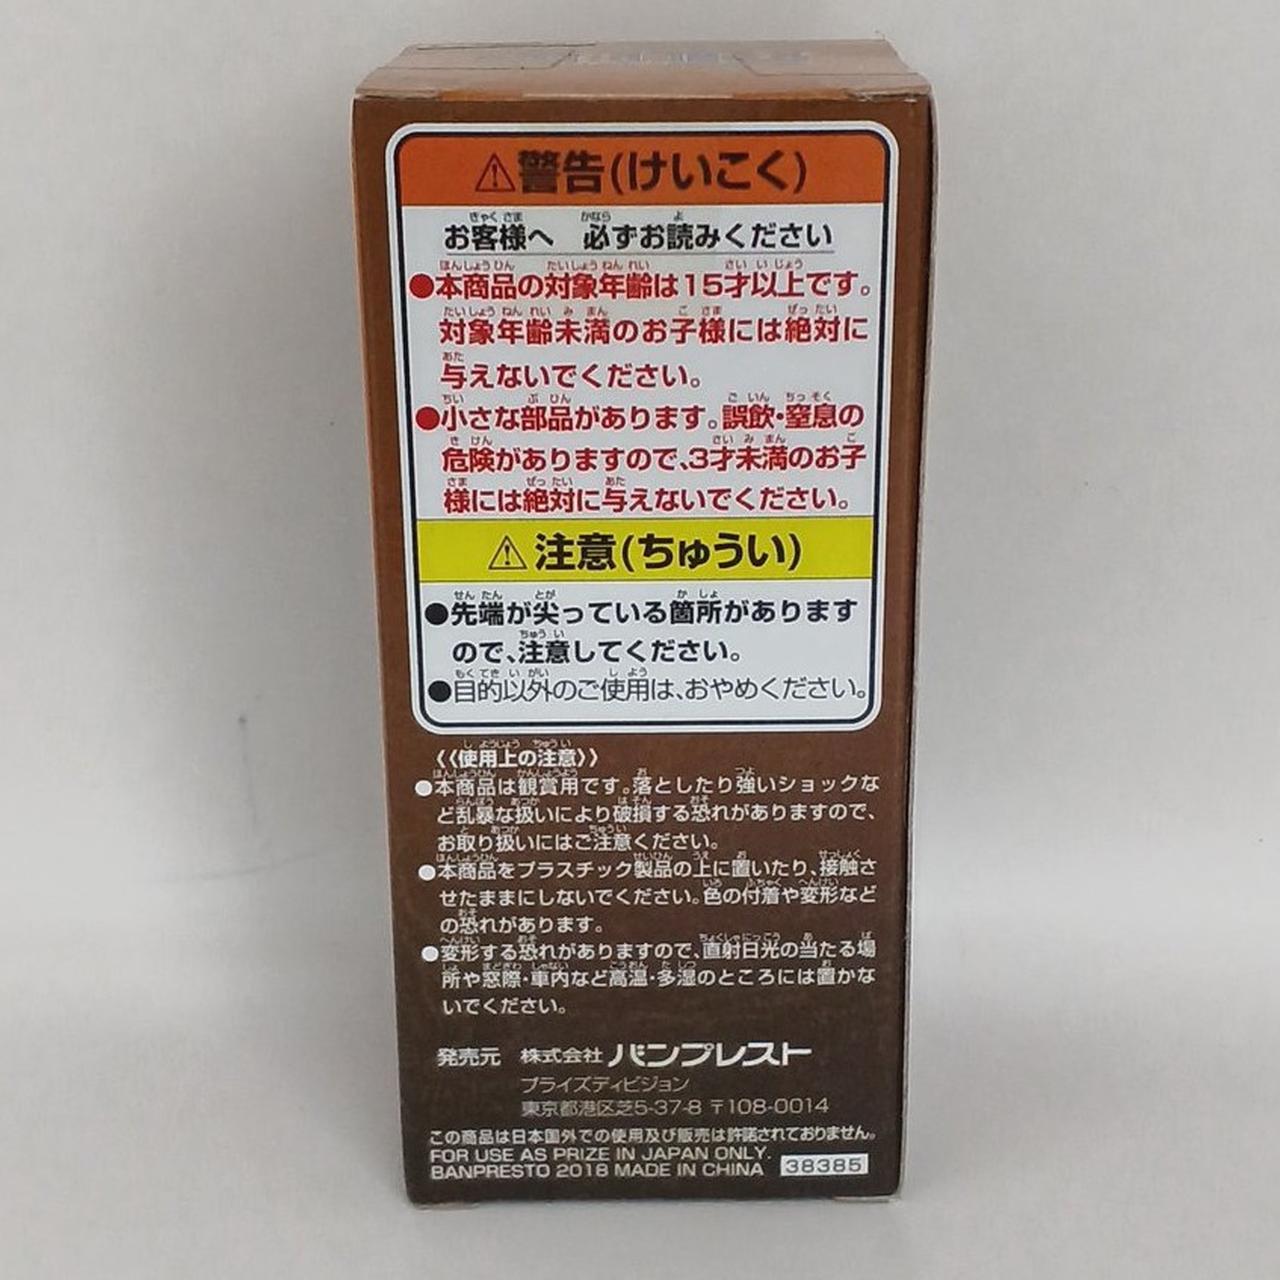 ⚠警告(けいこく)
お客様へ 必ずお読みください
●本商品の対象年齢は15才以上です。
対象年齢未満のお子様には絶対に
与えないでください。
●小さな部品があります。誤飲・窒息の
危険がありますので、3才未満のお子
様には絶対に与えないでください。
⚠注意(ちゅうい)
●先端が尖っている箇所があります
ので、注意してください。
●目的以外のご使用は、おやめください。
《使用上の注意》
●本商品は観賞用です。落としたり強いショックな
ど乱暴な扱いにより破損する恐れがありますので、
お取り扱いにはご注意ください。
●本商品をプラスチック製品の上に置いたり、接触さ
せたままにしないでください。色の付着や変形など
の恐れがあります。
●変形する恐れがありますので、直射日光の当たる場
所や窓際・車内など高温・多湿のところには置かな
いでください。
発売元 株式会社 バンプレスト
プライズディビジョン
東京都港区芝5-37-8 〒108-0014
この商品は日本国外での使用及び販売は許諾されておりません。
FOR USE AS PRIZE IN JAPAN ONLY.
BANPRESTO 2018 MADE IN CHINA 38385